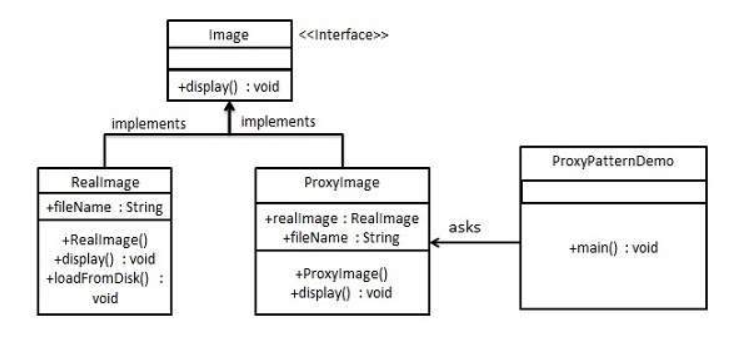 Image
<<Interface>>
+display() : void
implements
implements
RealImage
+fileName : String
+RealImage()
+display() : void
+loadFromDisk() :
void
ProxyImage
+realImage : RealImage
+fileName : String
+ProxyImage()
+display() : void
asks
ProxyPatternDemo
+main() : void